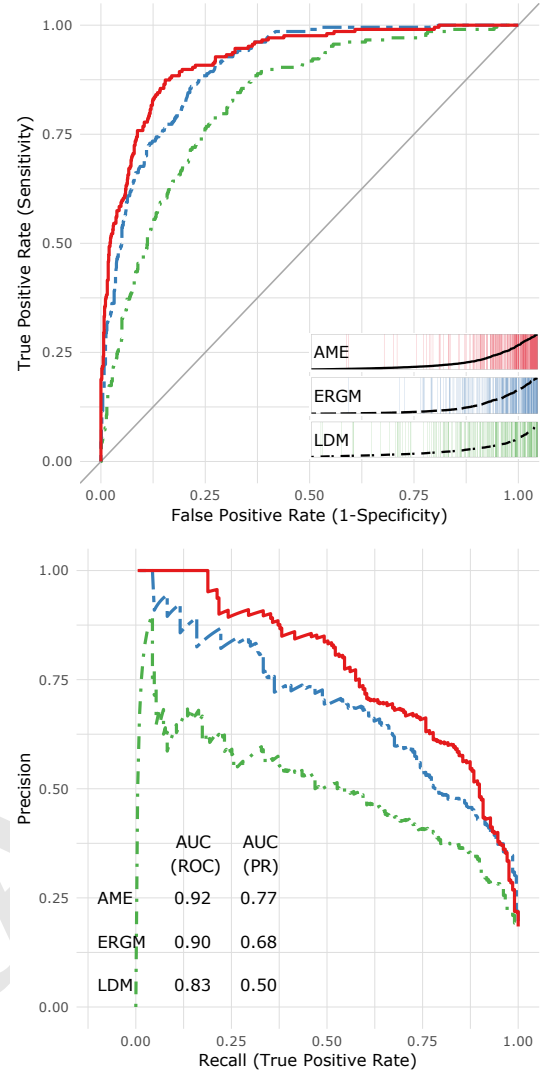 1.00
0.75
0.50
0.25
0.00
True Positive Rate (Sensitivity)
AME
ERGM
LDM
0.00 0.25 0.50 0.75 1.00
False Positive Rate (1-Specificity)
1.00
0.75
0.50
0.25
0.00
Precision
AUC AUC
(ROC) (PR)
AME 0.92 0.77
ERGM 0.90 0.68
LDM 0.83 0.50
0.00 0.25 0.50 0.75 1.00
Recall (True Positive Rate)